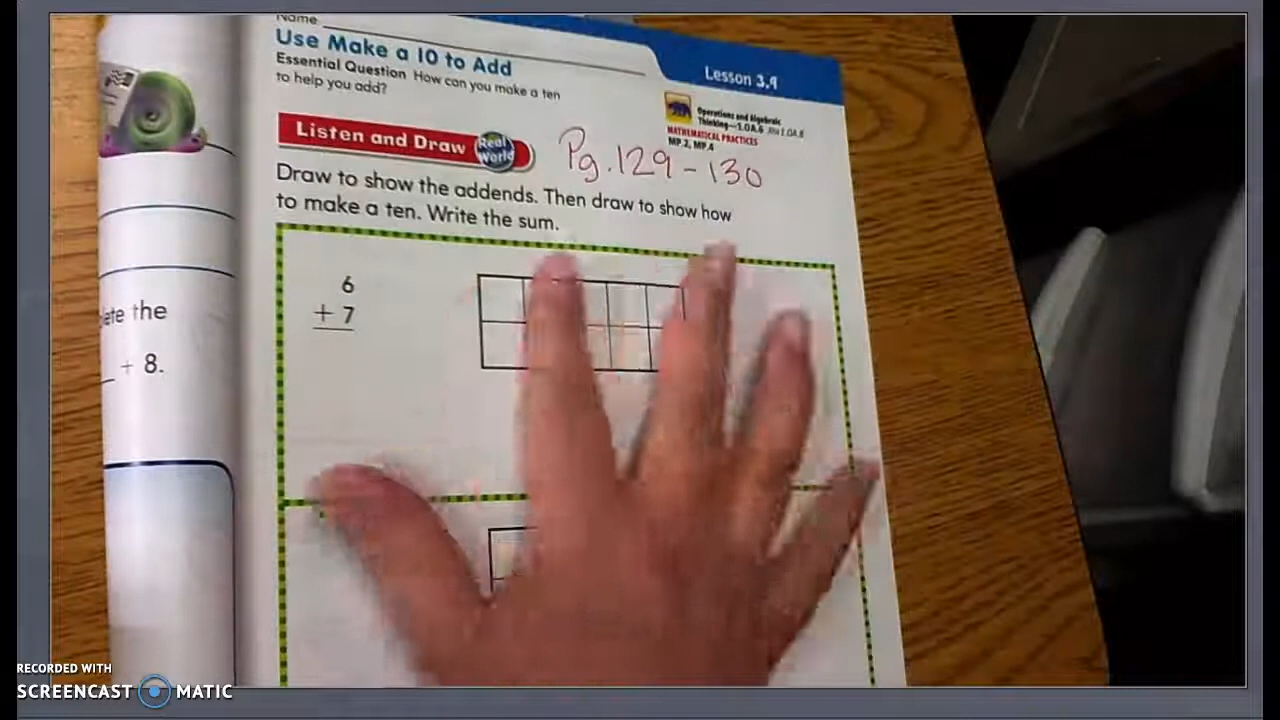 Name
Use Make a 10 to Add
Essential Question How can you make a ten
to help you add?
Lesson 3.9
Operations and Algebraic
Thinking—1.OA.6
MATHEMATICAL PRACTICES
MP.2, MP.4
Listen and Draw Real
World
Pg. 129-130
Draw to show the addends. Then draw to show how
to make a ten. Write the sum.
6
+ 7
the
+ 8.
RECORDED WITH
SCREENCAST MATIC